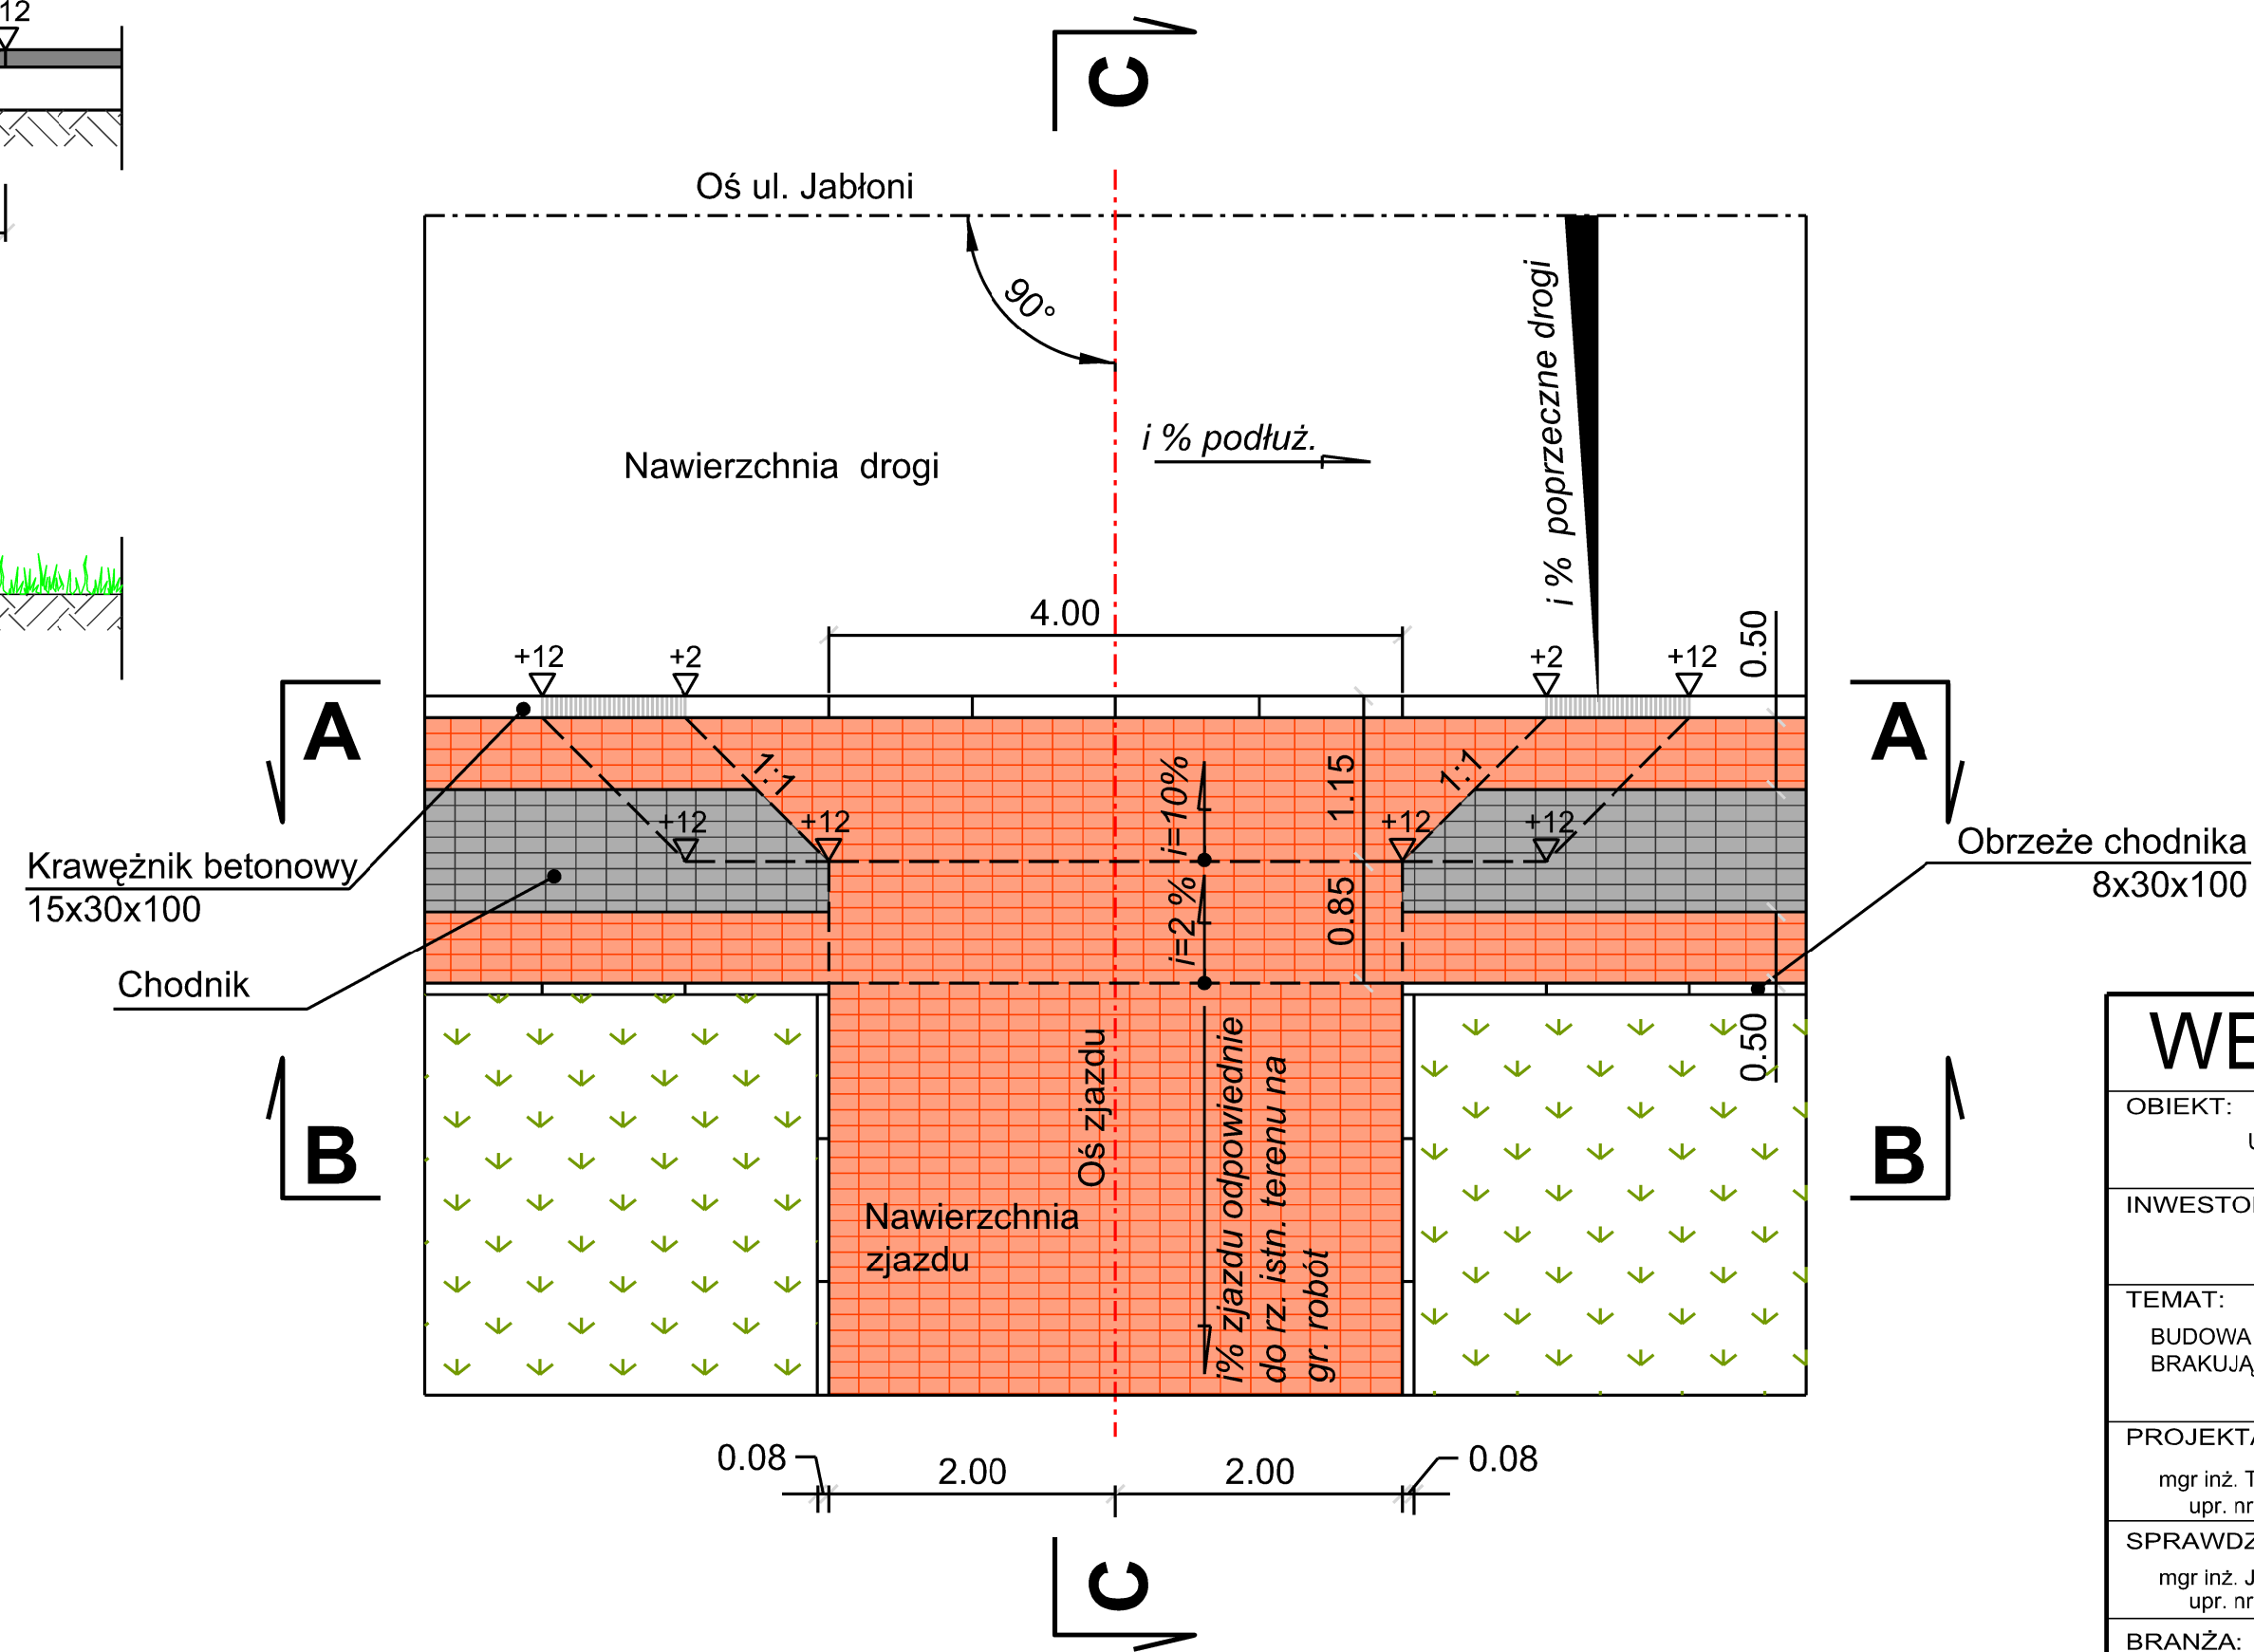 12
C
Oś ul. Jabłoni
90°
i % poprzeczne drogi
i % podłuż.
Nawierzchnia drogi
4.00
0.50
+12
+2
+2
+12
A
A
1:1
1:1
i=10%
1.15
+12
+12
+12
+12
Krawężnik betonowy
15x30x100
Obrzeże chodnika
8x30x100
i=2 %
0.85
Chodnik
0.50
Oś zjazdu
i% zjazdu odpowiednie
do rz. istn. terenu na
gr. robót
B
B
Nawierzchnia
zjazdu
0.08
2.00
2.00
0.08
C
WE
OBIEKT:
U
INWESTO
TEMAT:
BUDOWA
BRAKUJĄ
PROJEKTA
mgr inż. T
upr. nr
SPRAWDZ
mgr inż. J
upr. nr
BRANŻA: